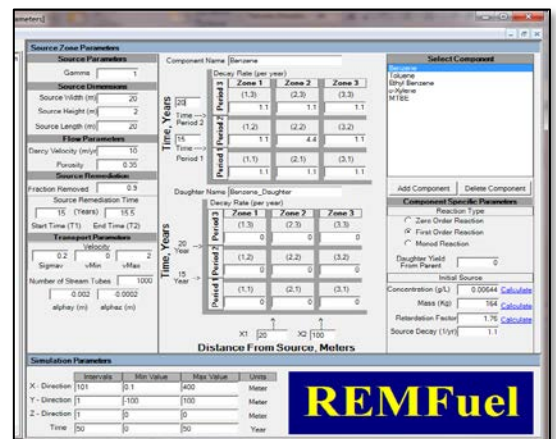 ameters]
Source Zone Parameters
Source Parameters
Gamma 1
Source Dimensions
Source Width (m) 20
Source Height (m) 2
Source Length (m) 20
Flow Parameters
Darcy Velocity (m/yr 10
Porosity 0.35
Source Remediation
Fraction Removed 0.9
Source Remediation Time
15 (Years) 15.5
Start Time (T1) End Time (T2)
Transport Parameters
Velocity
0.2 0 2
Sigmav vMin vMax
Number of Stream Tubes 1000
0.002 0.0002
alphay (m) alphaz (m)
Component Name Benzene
Decay Rate (per year)
Zone 1 Zone 2 Zone 3
Time, Years
Period 3
(1,3) (2,3) (3,3)
20
1.1 1.1 1.1
Time --->
Period 2
Period 2
(1,2) (2,2) (3,2)
15
1.1 4.4 1.1
Time --->
Period 1
Period 1
(1,1) (2,1) (3,1)
1.1 1.1 1.1
Daughter Name Benzene_Daughter
Decay Rate (per year)
Zone 1 Zone 2 Zone 3
Time, Years
Period 3
(1,3) (2,3) (3,3)
0 0 0
20
Year
Period 2
(1,2) (2,2) (3,2)
0 0 0
15
Year
Period 1
(1,1) (2,1) (3,1)
0 0 0
X1 20 X2 100
Distance From Source, Meters
Select Component
Benzene
Toluene
Ethyl Benzene
o-Xylene
MTBE
Add Component Delete Component
Component Specific Parameters
Reaction Type
Zero Order Reaction
First Order Reaction
Monod Reaction
Daughter Yield
From Parent 0
Initial Source
Concentration (g/L) 0.00644 Calculate
Mass (Kg) 164 Calculate
Retardation Factor 1.76 Calculate
Source Decay (1/yr) 1.1
Simulation Parameters
Intervals Min Value Max Value Units
X - Direction 101 0.1 400 Meter
Y - Direction 1 -100 100 Meter
Z - Direction 1 0 0 Meter
Time 50 0 50 Year
REMFuel